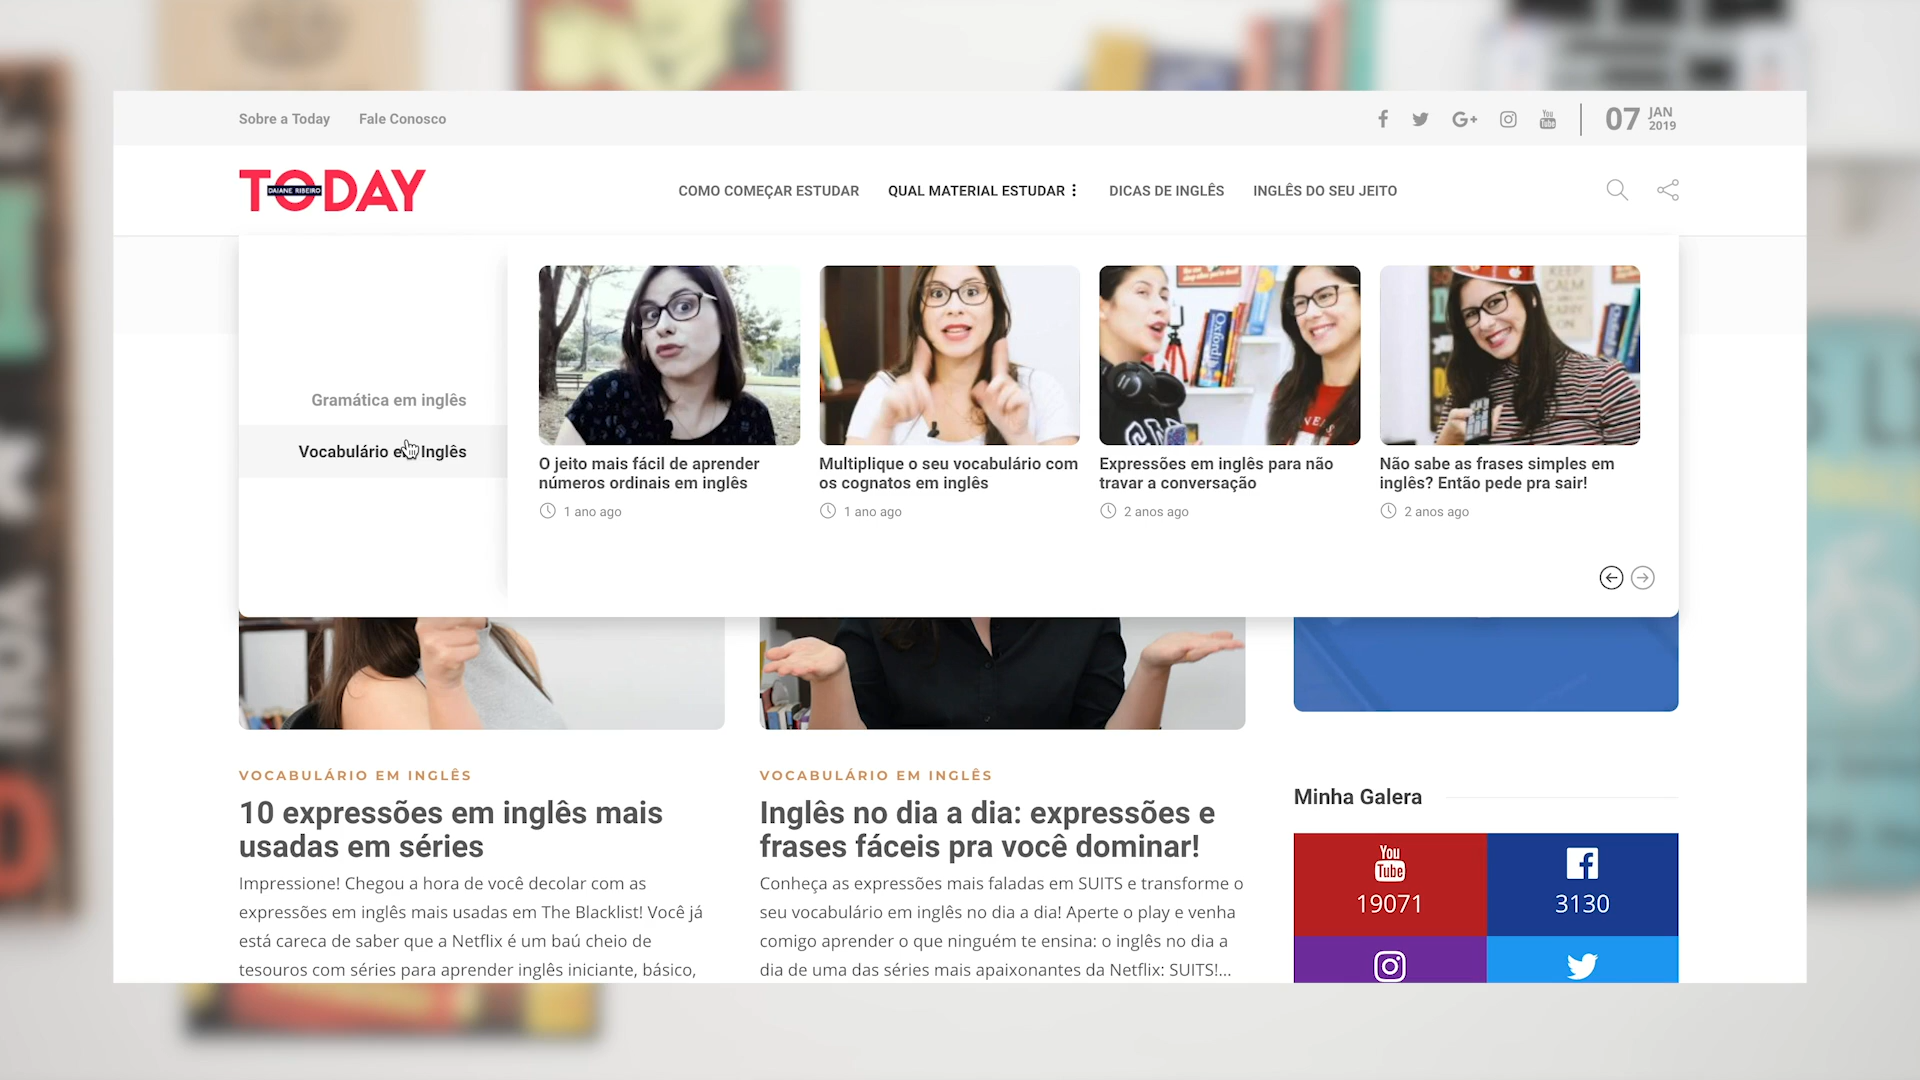 Sobre a Today
Fale Conosco
07 JAN 2019
TODAY
DAIANE RIBEIRO
COMO COMEÇAR ESTUDAR
QUAL MATERIAL ESTUDAR
DICAS DE INGLÊS
INGLÊS DO SEU JEITO
Gramática em inglês
Vocabulário Inglês
O jeito mais fácil de aprender
números ordinais em inglês
1 ano ago
Multiplique o seu vocabulário com
os cognatos em inglês
1 ano ago
Oxford
Expressões em inglês para não
travar a conversação
2 anos ago
KEEP
CALM
AND
CARRY
ON
Não sabe as frases simples em
inglês? Então pede pra sair!
2 anos ago
VOCABULÁRIO EM INGLÊS
10 expressões em inglês mais
usadas em séries
Impressione! Chegou a hora de você decolar com as
expressões em inglês mais usadas em The Blacklist! Você já
está careca de saber que a Netflix é um baú cheio de
tesouros com séries para aprender inglês iniciante, básico,
VOCABULÁRIO EM INGLÊS
Inglês no dia a dia: expressões e
frases fáceis pra você dominar!
Conheça as expressões mais faladas em SUITS e transforme o
seu vocabulário em inglês no dia a dia! Aperte o play e venha
comigo aprender o que ninguém te ensina: o inglês no dia a
dia de uma das séries mais apaixonantes da Netflix: SUITS!...
Minha Galera
You Tube
19071
3130